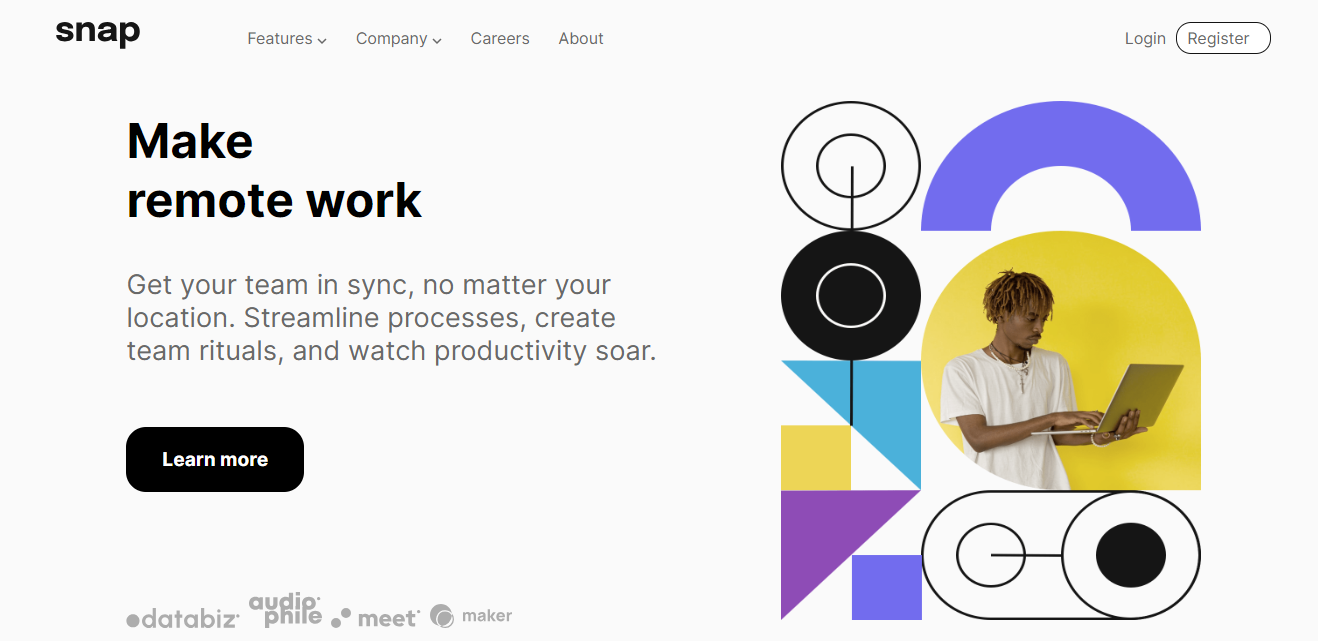 snap
Features Company Careers About
Login Register
Make
remote work
Get your team in sync, no matter your
location. Streamline processes, create
team rituals, and watch productivity soar.
Learn more
databiz audiophile meet maker